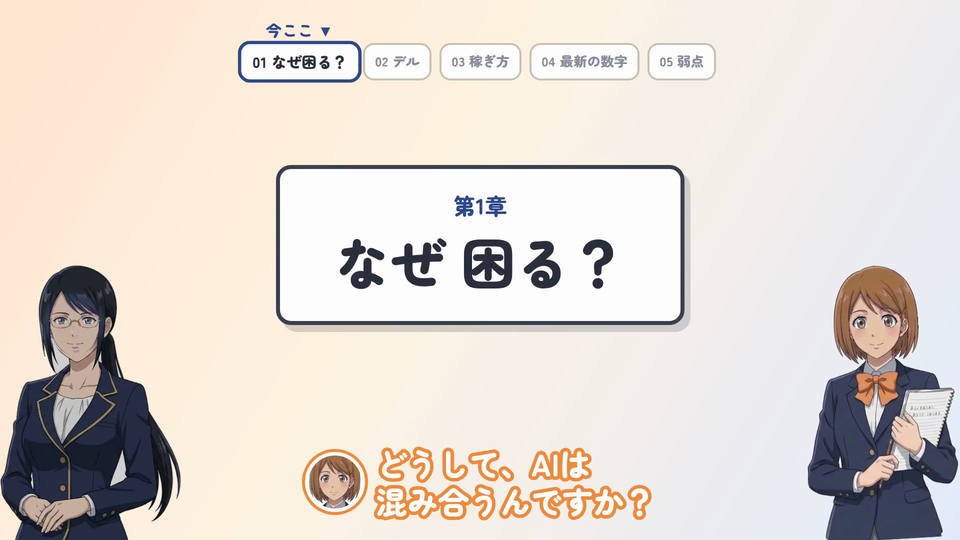 今ここ ▼
01 なぜ困る？
02 デル
03 稼ぎ方
04 最新の数字
05 弱点
第1章
なぜ 困る？
どうして、AIは
混み合うんですか？